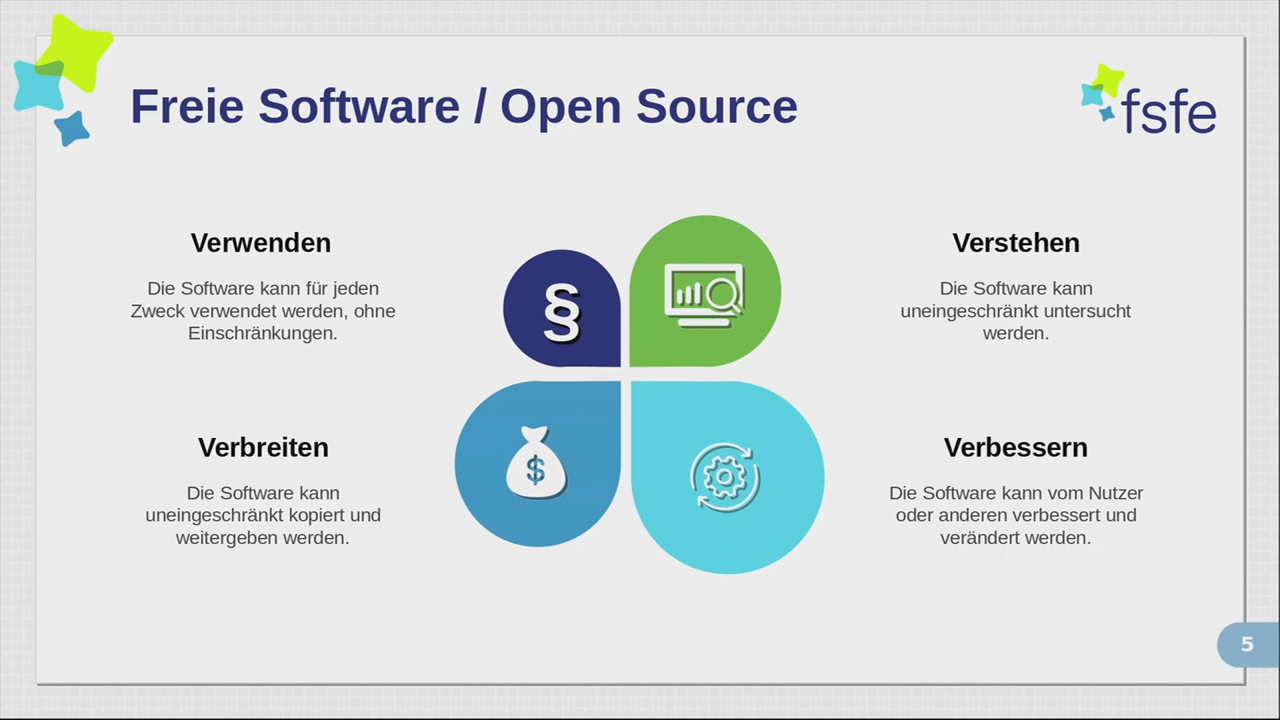 Freie Software / Open Source
fsfe
Verwenden
Die Software kann für jeden
Zweck verwendet werden, ohne
Einschränkungen.
§
Verstehen
Die Software kann
uneingeschränkt untersucht
werden.
Verbreiten
Die Software kann
uneingeschränkt kopiert und
weitergeben werden.
$
Verbessern
Die Software kann vom Nutzer
oder anderen verbessert und
verändert werden.
5